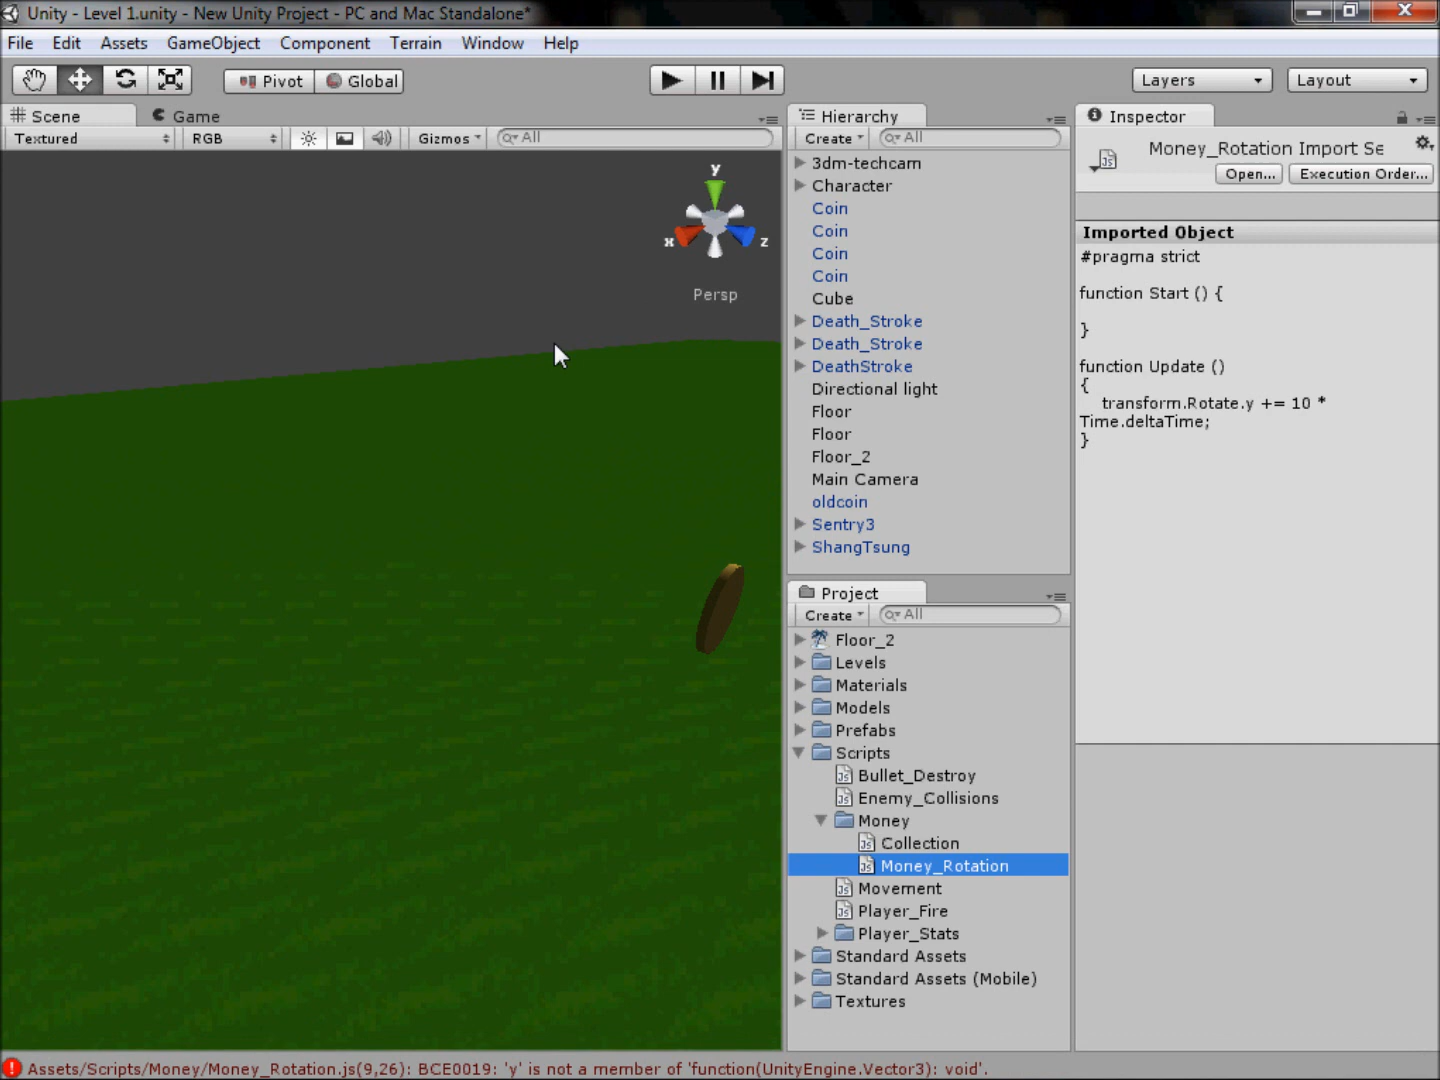 Unity - Level 1.unity - New Unity Project - PC and Mac Standalone*
File Edit Assets GameObject Component Terrain Window Help
Pivot Global Layers Layout
Scene Game
Textured RGB Gizmos All
y
x z
Persp
Hierarchy
Create All
3dm-techcam
Character
Coin
Coin
Coin
Coin
Cube
Death_Stroke
Death_Stroke
DeathStroke
Directional light
Floor
Floor
Floor_2
Main Camera
oldcoin
Sentry3
ShangTsung
Project
Create All
Floor_2
Levels
Materials
Models
Prefabs
Scripts
Bullet_Destroy
Enemy_Collisions
Money
Collection
Money_Rotation
Movement
Player_Fire
Player_Stats
Standard Assets
Standard Assets (Mobile)
Textures
Inspector
Money_Rotation Import Se
Open... Execution Order...
Imported Object
#pragma strict
function Start () {
}
function Update ()
{
transform.Rotate.y += 10 *
Time.deltaTime;
}
Assets/Scripts/Money/Money_Rotation.js(9,26): BCE0019: 'y' is not a member of 'function(UnityEngine.Vector3): void'.